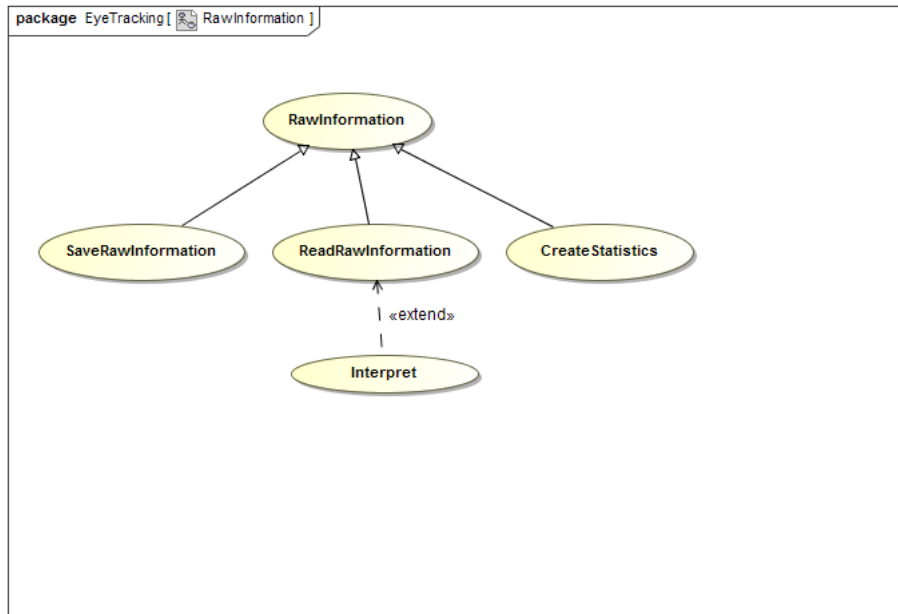 package EyeTracking [ RawInformation ]
RawInformation
SaveRawInformation
ReadRawInformation
CreateStatistics
«extend»
Interpret